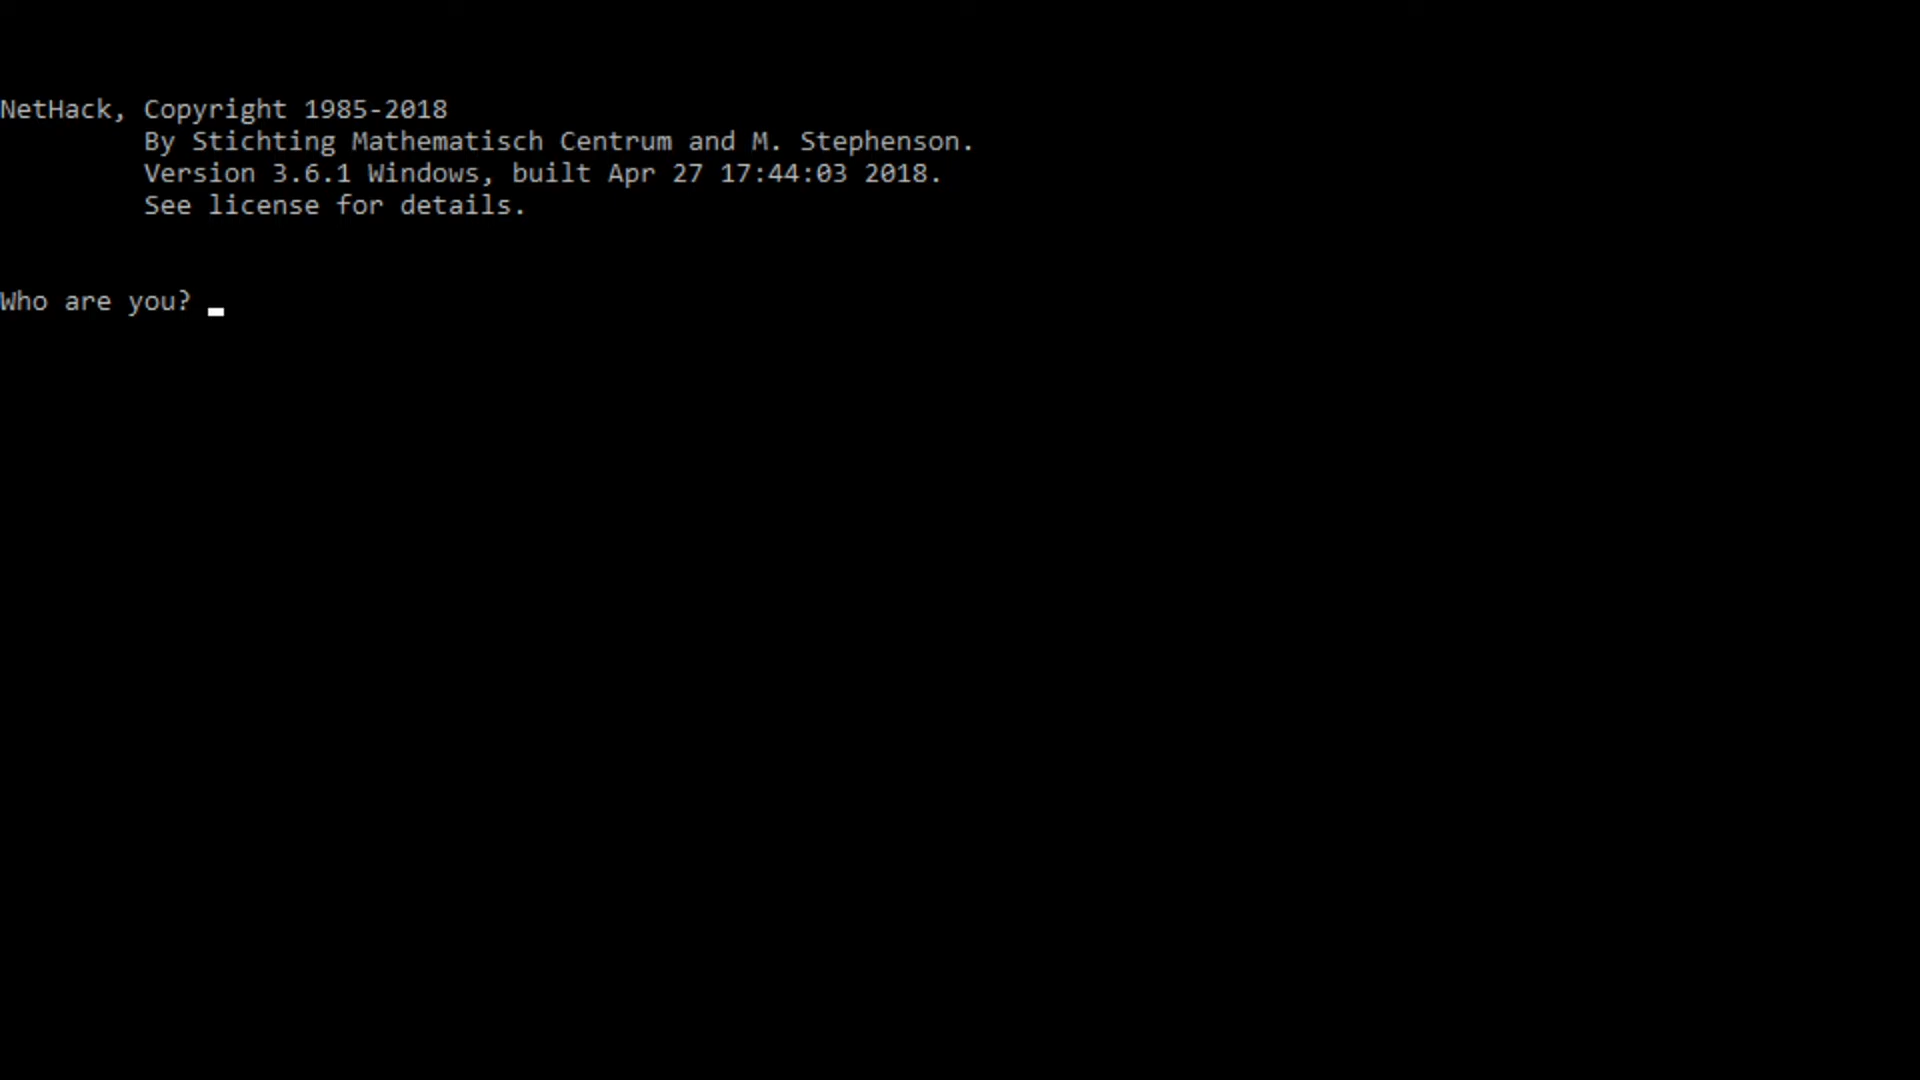 NetHack, Copyright 1985-2018
By Stichting Mathematisch Centrum and M. Stephenson.
Version 3.6.1 Windows, built Apr 27 17:44:03 2018.
See license for details.
Who are you?